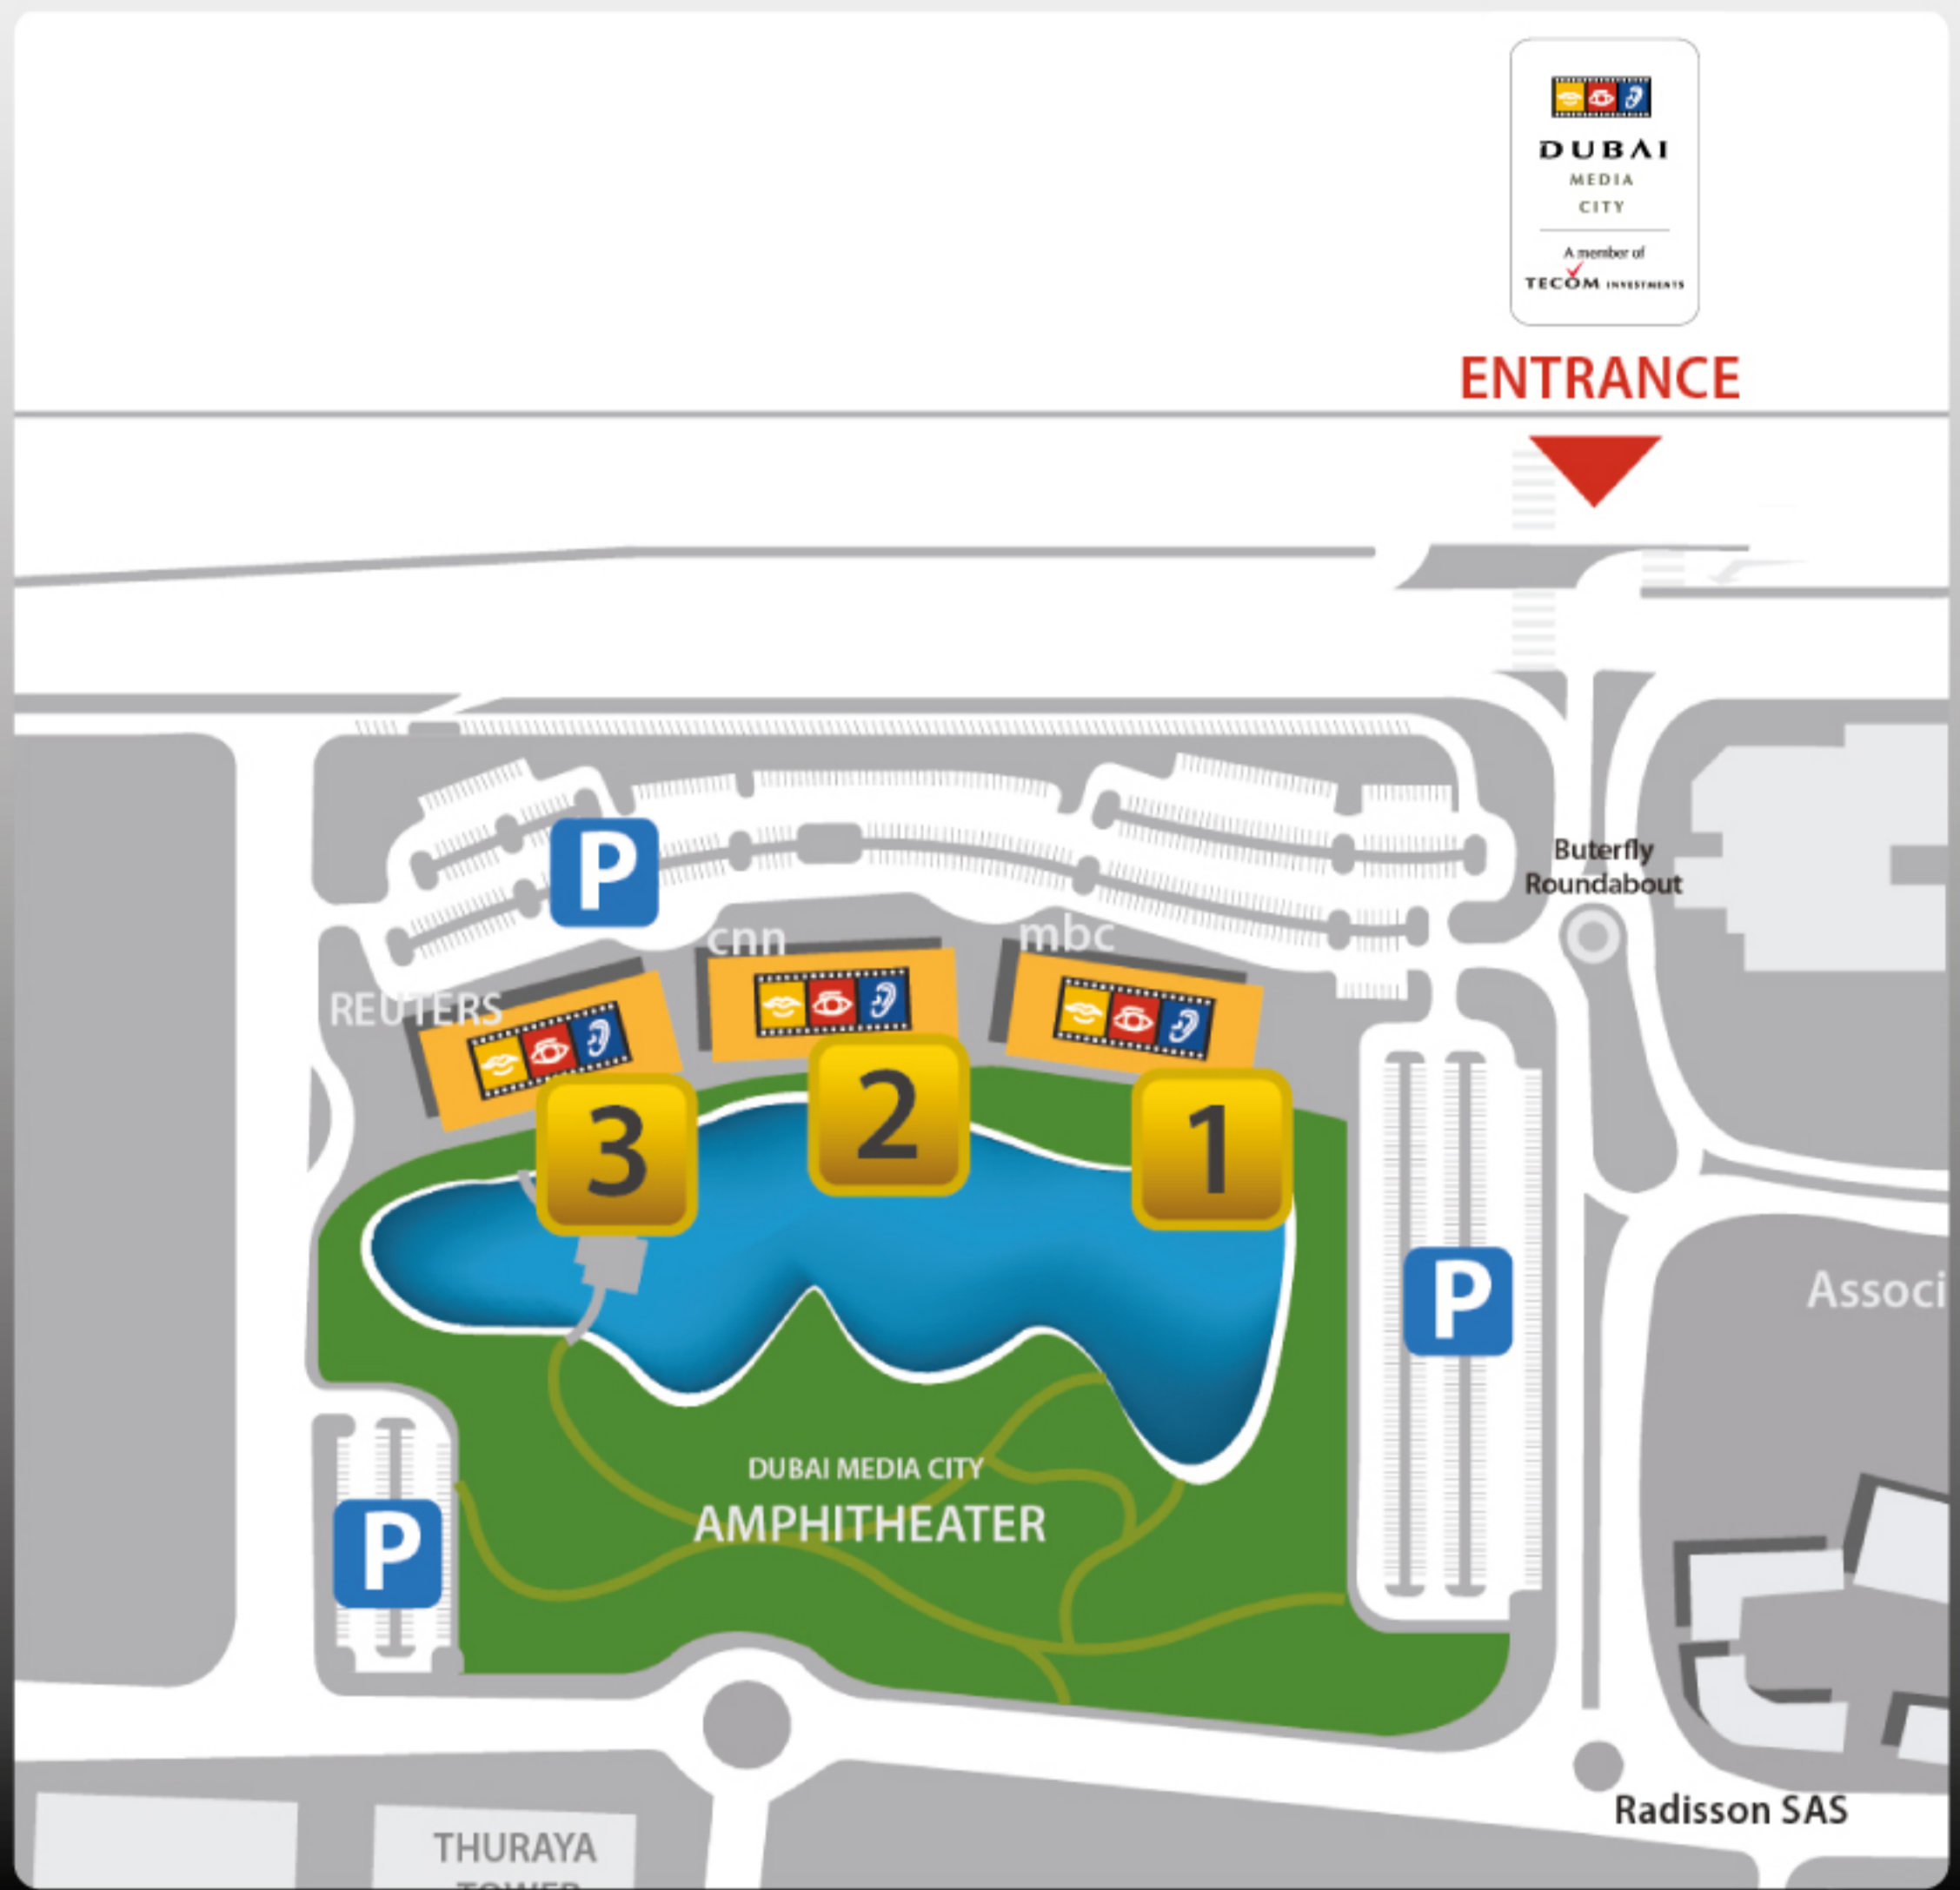 DUBAI
MEDIA
CITY
A member of
TECOM INVESTMENTS
ENTRANCE
P
Buterfly
Roundabout
cnn
mbc
REUTERS
3
2
1
P
Associ
DUBAI MEDIA CITY
AMPHITHEATER
P
Radisson SAS
THURAYA
TOWER